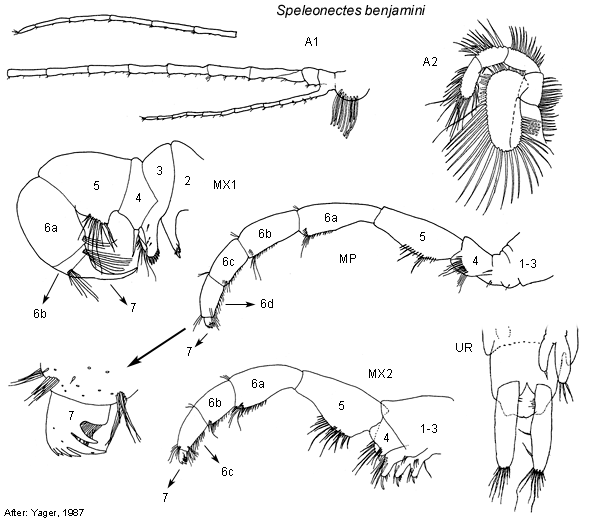 Speleonectes benjamini
A1
A2
3
2
5
4
MX1
6a
6b
7
6a
6b
5
6c
MP
4
1-3
6d
7
UR
MX2
6a
6b
5
1-3
4
6c
7
7
After: Yager, 1987